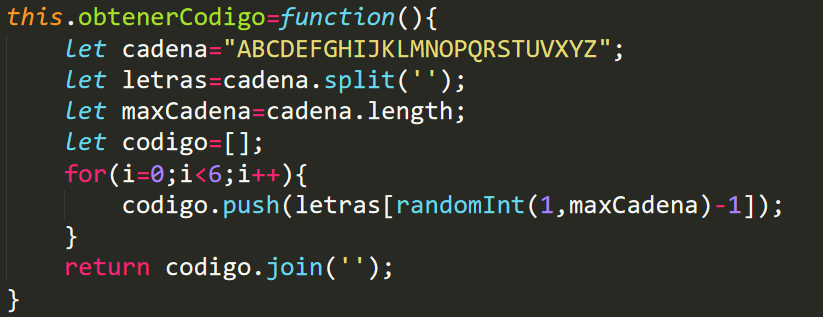 this.obtenerCodigo=function(){
    let cadena="ABCDEFGHIJKLMNOPQRSTUVXYZ";
    let letras=cadena.split('');
    let maxCadena=cadena.length;
    let codigo=[];
    for(i=0;i<6;i++){
        codigo.push(letras[randomInt(1,maxCadena)-1]);
    }
    return codigo.join('');
}